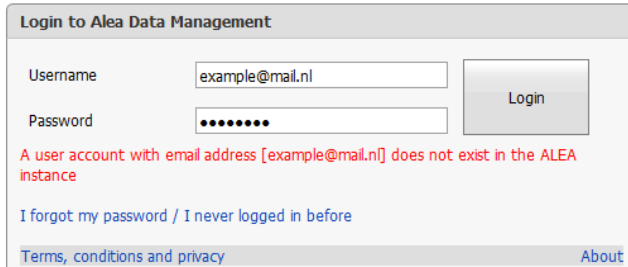 Login to Alea Data Management
Username
example@mail.nl
Login
Password
••••••••
A user account with email address [example@mail.nl] does not exist in the ALEA
instance
I forgot my password / I never logged in before
Terms, conditions and privacy
About